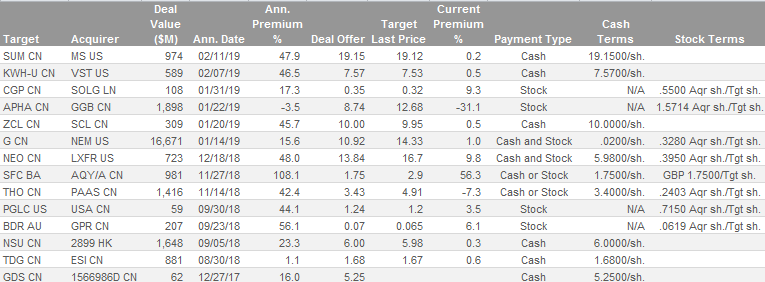 Deal Ann. Target Current
Value Premium Target Premium Cash
Target Acquirer ($M) Ann. Date % Deal Offer Last Price % Payment Type Terms Stock Terms
SUM CN MS US 974 02/11/19 47.9 19.15 19.12 0.2 Cash 19.1500/sh.
KWH-U CN VST US 589 02/07/19 46.5 7.57 7.53 0.5 Cash 7.5700/sh.
CGP CN SOLG LN 108 01/31/19 17.3 0.35 0.32 9.3 Stock N/A .5500 Aqr sh./Tgt sh.
APHA CN GGB CN 1,898 01/22/19 -3.5 8.74 12.68 -31.1 Stock N/A 1.5714 Aqr sh./Tgt sh.
ZCL CN SCL CN 309 01/20/19 45.7 10.00 9.95 0.5 Cash 10.0000/sh.
G CN NEM US 16,671 01/14/19 15.6 10.92 14.33 1.0 Cash and Stock .0200/sh. .3280 Aqr sh./Tgt sh.
NEO CN LXFR US 723 12/18/18 48.0 13.84 16.7 9.8 Cash and Stock 5.9800/sh. .3950 Aqr sh./Tgt sh.
SFC BA AQY/A CN 981 11/27/18 108.1 1.75 2.9 56.3 Cash or Stock 1.7500/sh. GBP 1.7500/Tgt sh.
THO CN PAAS CN 1,416 11/14/18 42.4 3.43 4.91 -7.3 Cash or Stock 3.4000/sh. .2403 Aqr sh./Tgt sh.
PGLC US USA CN 59 09/30/18 44.1 1.24 1.2 3.5 Stock N/A .7150 Aqr sh./Tgt sh.
BDR AU GPR CN 207 09/23/18 56.1 0.07 0.065 6.1 Stock N/A .0619 Aqr sh./Tgt sh.
NSU CN 2899 HK 1,648 09/05/18 23.3 6.00 5.98 0.3 Cash 6.0000/sh.
TDG CN ESI CN 881 08/30/18 1.1 1.68 1.67 0.6 Cash 1.6800/sh.
GDS CN 1566986D CN 62 12/27/17 16.0 5.25 Cash 5.2500/sh.